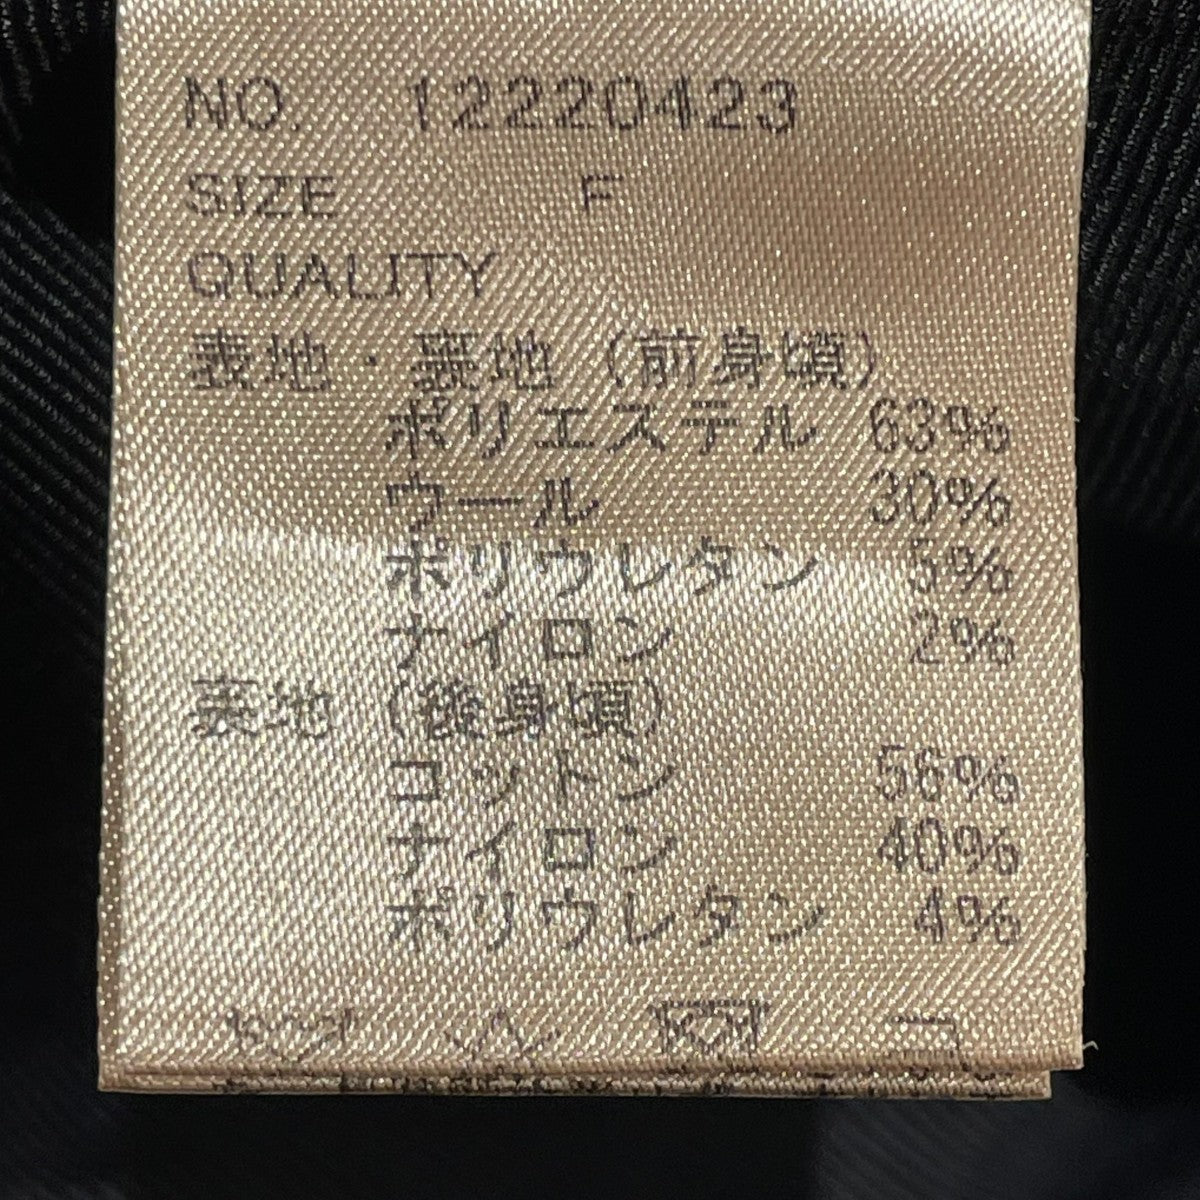 NO. 12220423
SIZE F
QUALITY
表地・裏地（前身頃）
ポリエステル 63%
ウール 30%
ポリウレタン 5%
ナイロン 2%
裏地（後身頃）
コットン 56%
ナイロン 40%
ポリウレタン 4%